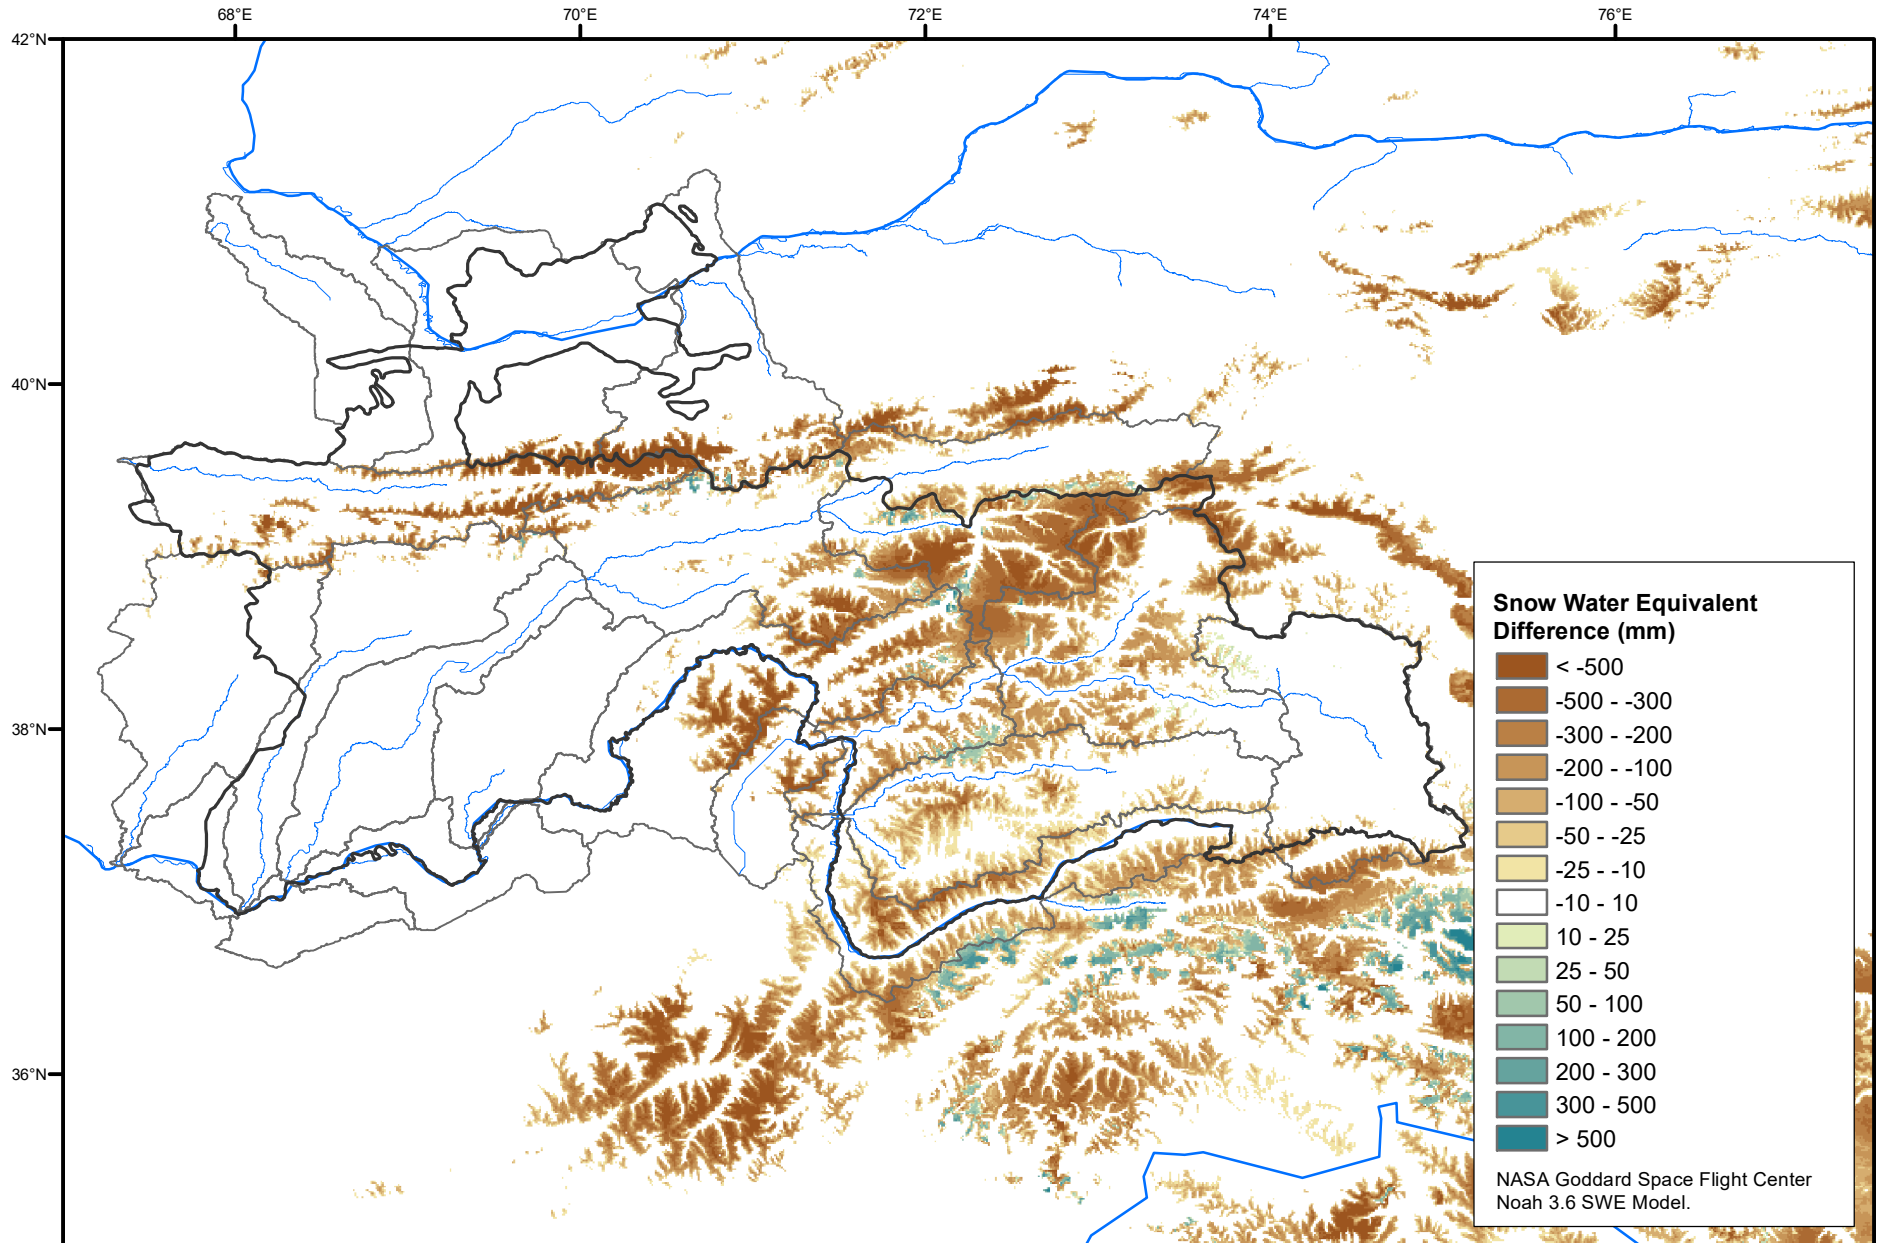 68°E
70°E
72°E
74°E
76°E
42°N
40°N
38°N
36°N
Snow Water Equivalent
Difference (mm)
< -500
-500 - -300
-300 - -200
-200 - -100
-100 - -50
-50 - -25
-25 - -10
-10 - 10
10 - 25
25 - 50
50 - 100
100 - 200
200 - 300
300 - 500
> 500
NASA Goddard Space Flight Center
Noah 3.6 SWE Model.